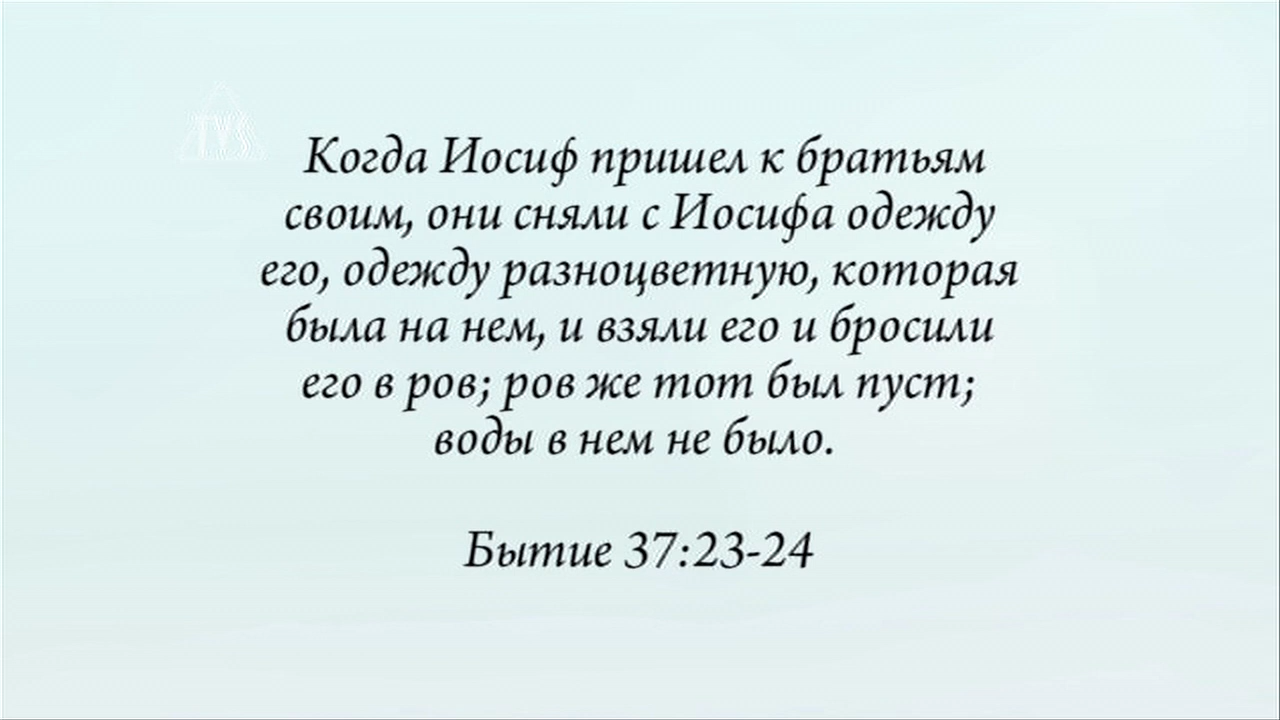 TVS
Когда Иосиф пришел к братьям
своим, они сняли с Иосифа одежду
его, одежду разноцветную, которая
была на нем, и взяли его и бросили
его в ров; ров же тот был пуст;
воды в нем не было.
Бытие 37:23-24